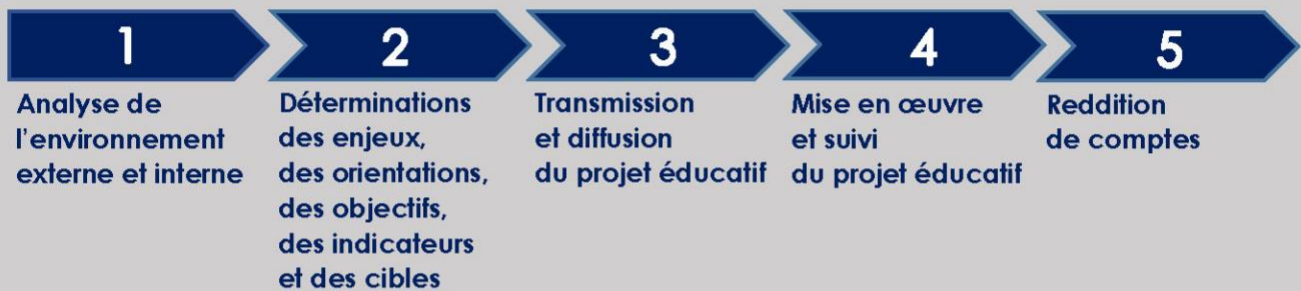 1
Analyse de
l'environnement
externe et interne
2
Déterminations
des enjeux,
des orientations,
des objectifs,
des indicateurs
et des cibles
3
Transmission
et diffusion
du projet éducatif
4
Mise en œuvre
et suivi
du projet éducatif
5
Reddition
de comptes